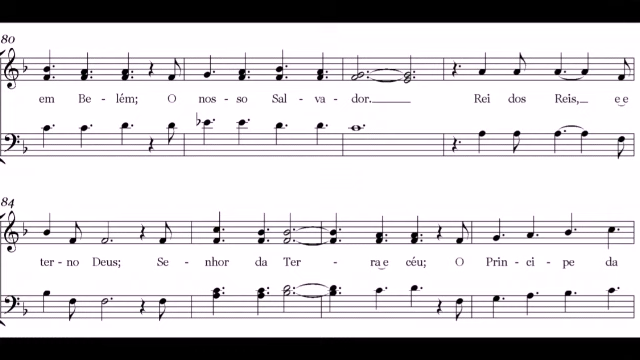 80
em Be - lém; O nos - so Sal - va - dor. Rei dos Reis, e e
84
ter - no Deus; Se - nhor da Ter - ra e céu; O Prin - ci - pe da